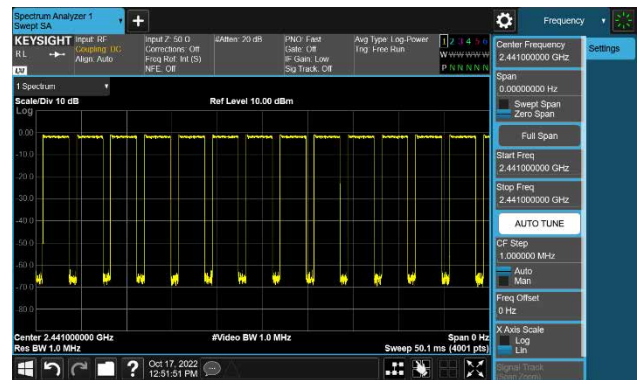 Spectrum Analyzer 1
Swept SA
+
Frequency
KEYSIGHT
RL
Input: RF
Coupling: DC
Align: Auto
Input Z: 50 Ω
Corrections: Off
Freq Ref: Int (S)
NFE: Off
#Atten: 20 dB
PNO: Fast
Gate: Off
IF Gain: Low
Sig Track: Off
Avg Type: Log-Power
Trig: Free Run
1 2 3 4 5 6
W W W W W W
P N N N N N
1 Spectrum
Scale/Div 10 dB
Ref Level 10.00 dBm
Log
0.00
-10.0
-20.0
-30.0
-40.0
-50.0
-60.0
-70.0
-80.0
Center 2.441000000 GHz
Res BW 1.0 MHz
#Video BW 1.0 MHz
Span 0 Hz
Sweep 50.1 ms (4001 pts)
Oct 17, 2022
12:51:51 PM
Center Frequency
2.441000000 GHz
Settings
Span
0.00000000 Hz
Swept Span
Zero Span
Full Span
Start Freq
2.441000000 GHz
Stop Freq
2.441000000 GHz
AUTO TUNE
CF Step
1.000000 MHz
Auto
Man
Freq Offset
0 Hz
X Axis Scale
Log
Lin
Signal Track
(Span Zoom)